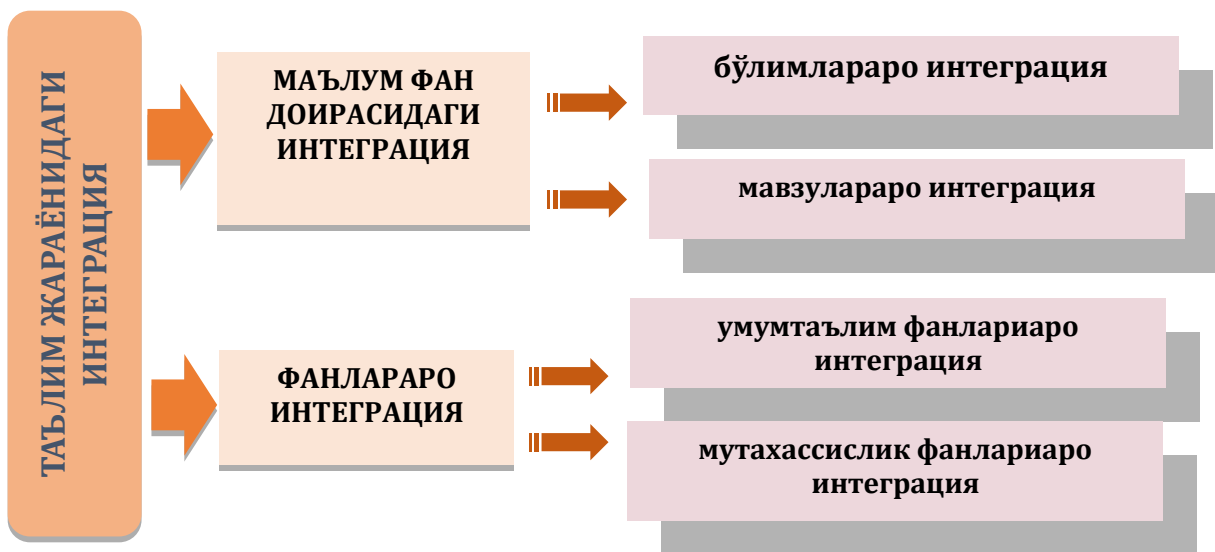 ТАЪЛИМ ЖАРАЁНИДАГИ
ИНТЕГРАЦИЯ
МАЪЛУМ ФАН
ДОИРАСИДАГИ
ИНТЕГРАЦИЯ
бўлимлараро интеграция
мавзулараро интеграция
ФАНЛАРАРО
ИНТЕГРАЦИЯ
умумтаълим фанлариаро
интеграция
мутахассислик фанлариаро
интеграция